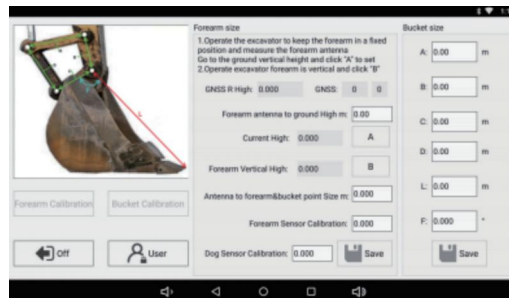 Forearm size
1.Operate the excavator to keep the forearm in a fixed
position and measure the forearm antenna
Go to the ground vertical height and click "A" to set
2.Operate excavator forearm is vertical and click "B"
GNSS R High: 0.000 GNSS: 0 0
Forearm antenna to ground High m: 0.00
Current High: 0.000 A
Forearm Vertical High: 0.000 B
Antenna to forearm&bucket point Size m: 0.000
Forearm Sensor Calibration: 0.000
Dog Sensor Calibration: 0.000 Save
Bucket size
A: 0.00 m
B: 0.00 m
C: 0.00 m
D: 0.00 m
L: 0.00 m
F: 0.000 °
Save
L
Forearm Calibration Bucket Calibration
Off User